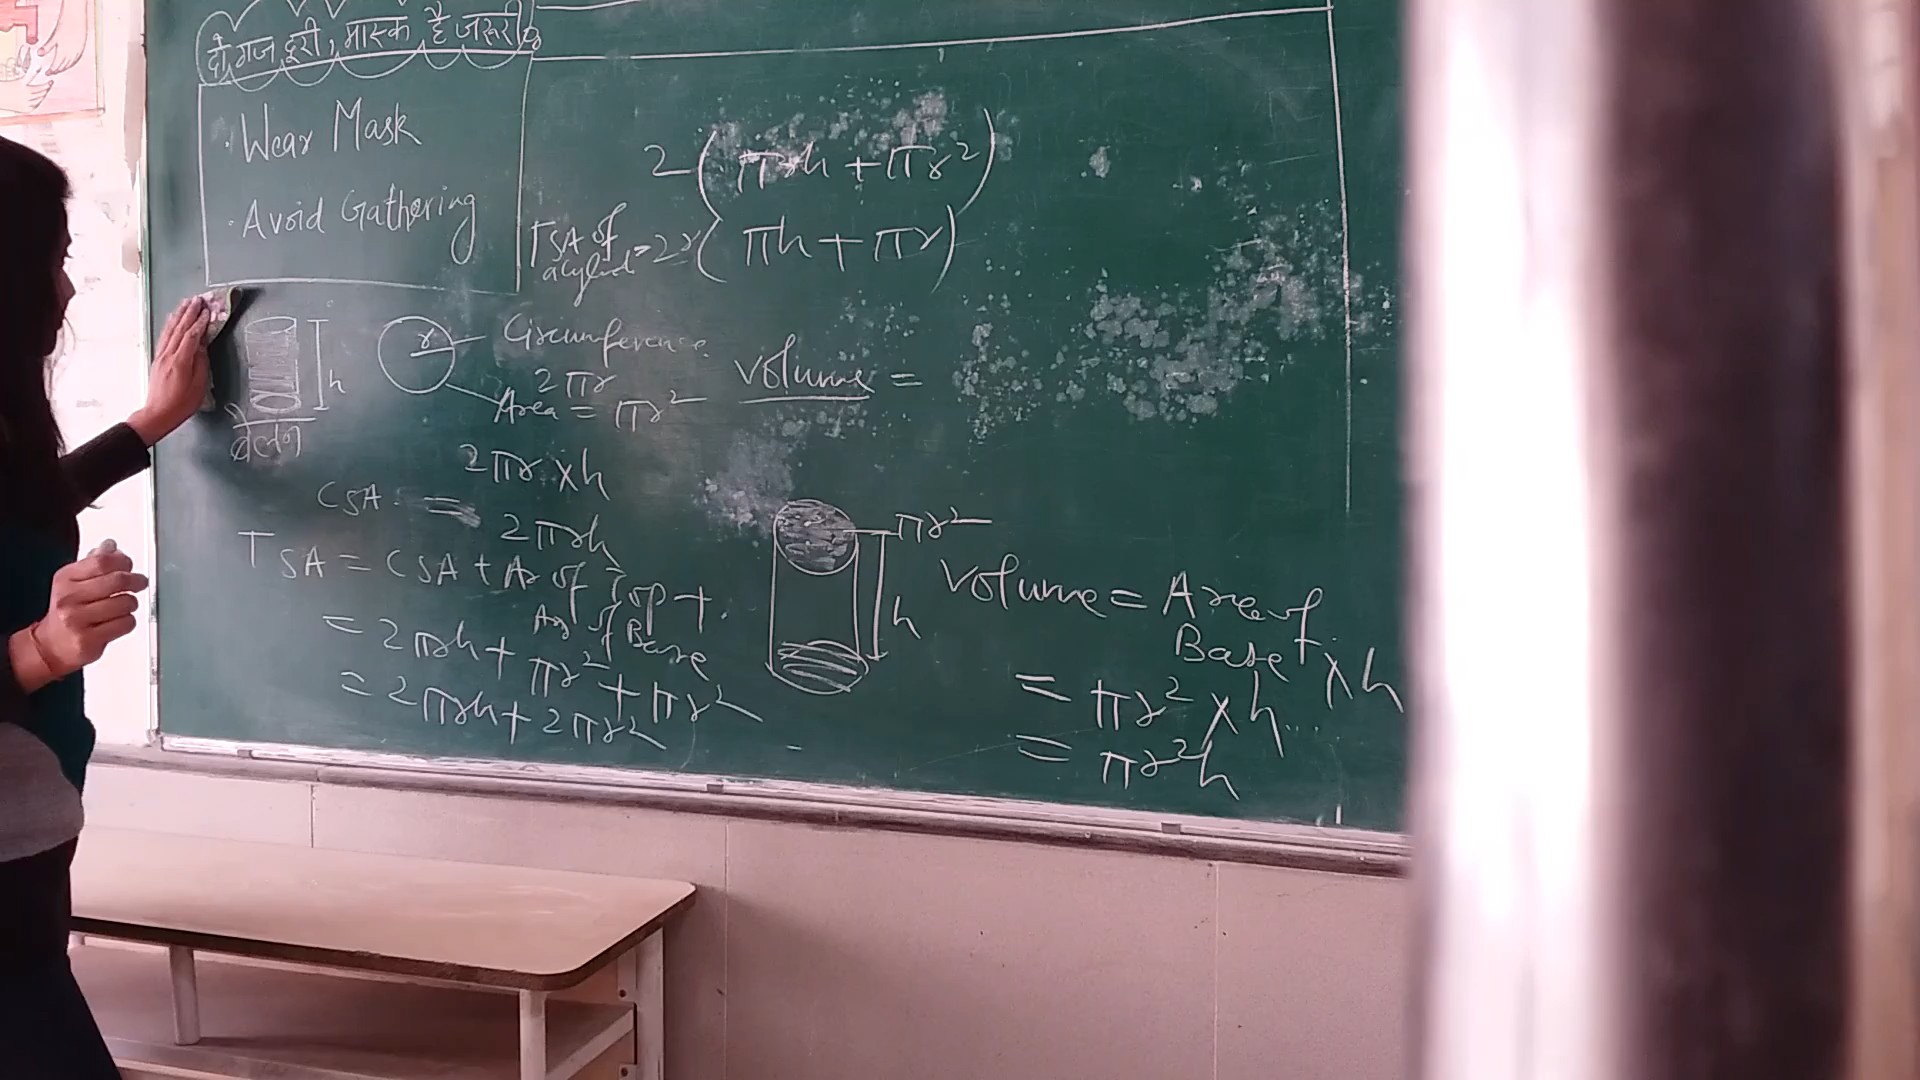 दो गज दूरी, मास्क है जरूरी
· Wear Mask
· Avoid Gathering
2(πrh + πr²)
TSA of
a cylind = 2r(πh + πr)
h
r
Circumference
2πr
Area = πr²
बेलन
Volume =
2πr × h
CSA =
2πrh
TSA = CSA + Ar of Top +
Ar of Base
= 2πrh + πr² + πr²
= 2πrh + 2πr²
πr²
h
Volume = Area of
Base × h
= πr² × h
= πr²h